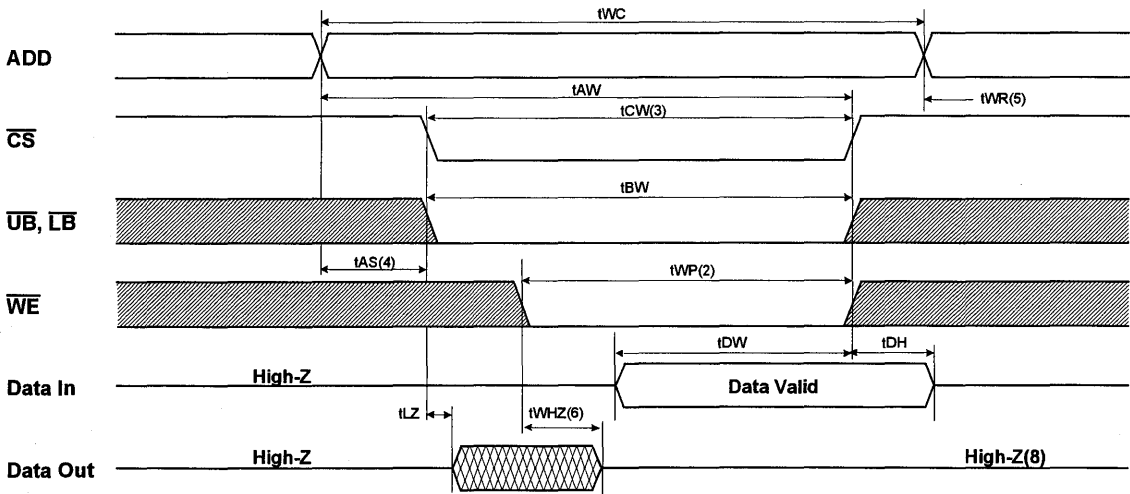 tWC
ADD
tAW
tWR(5)
tCW(3)
CS
tBW
UB, LB
tAS(4)
tWP(2)
WE
tDW
tDH
High-Z
Data In
Data Valid
tLZ
tWHZ(6)
High-Z
High-Z(8)
Data Out